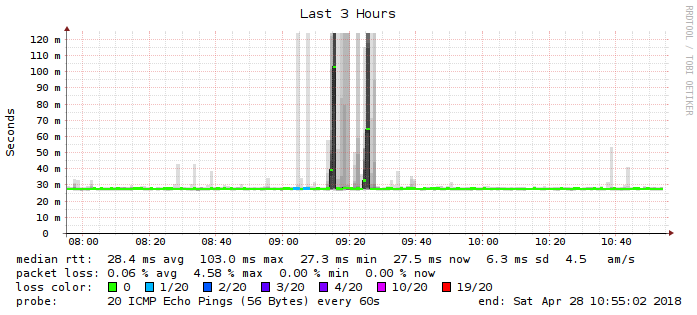 Last 3 Hours
RRDTOOL / TOBI OETIKER
Seconds
120 m
110 m
100 m
90 m
80 m
70 m
60 m
50 m
40 m
30 m
20 m
10 m
0
08:00 08:20 08:40 09:00 09:20 09:40 10:00 10:20 10:40
median rtt: 28.4 ms avg 103.0 ms max 27.3 ms min 27.5 ms now 6.3 ms sd 4.5 am/s
packet loss: 0.06 % avg 4.58 % max 0.00 % min 0.00 % now
loss color: 0 1/20 2/20 3/20 4/20 10/20 19/20
probe: 20 ICMP Echo Pings (56 Bytes) every 60s end: Sat Apr 28 10:55:02 2018